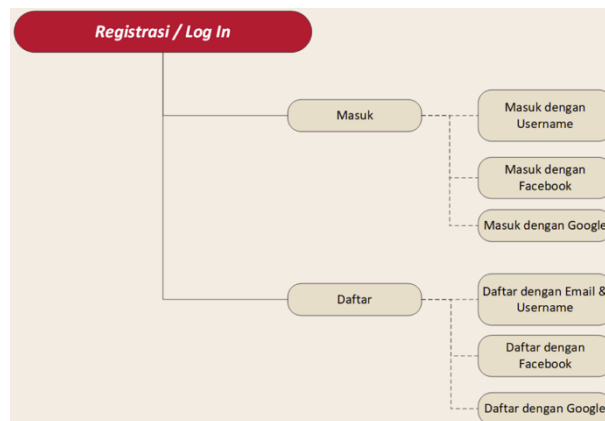 Registrasi / Log In
Masuk
Masuk dengan
Username
Masuk dengan
Facebook
Masuk dengan Google
Daftar
Daftar dengan Email &
Username
Daftar dengan
Facebook
Daftar dengan Google